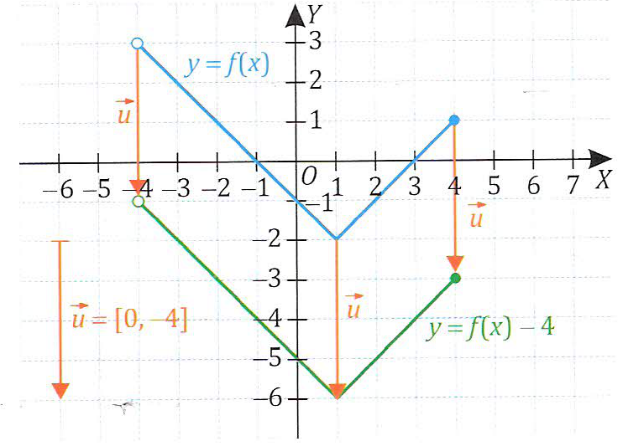 Y
3
y = f(x)
2
u⃗
1
O
–6 –5 –4 –3 –2 –1 1 2 3 4 5 6 7 X
–1
u⃗
–2
–3
u⃗
u⃗ = [0, –4]
–4
y = f(x) – 4
–5
–6